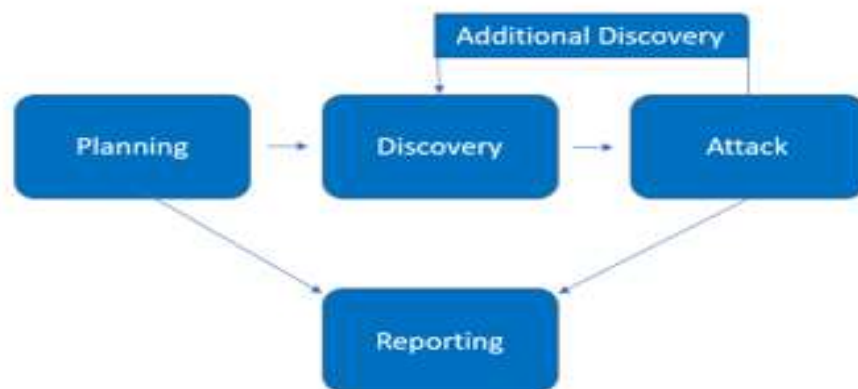 Additional Discovery
Planning
Discovery
Attack
Reporting